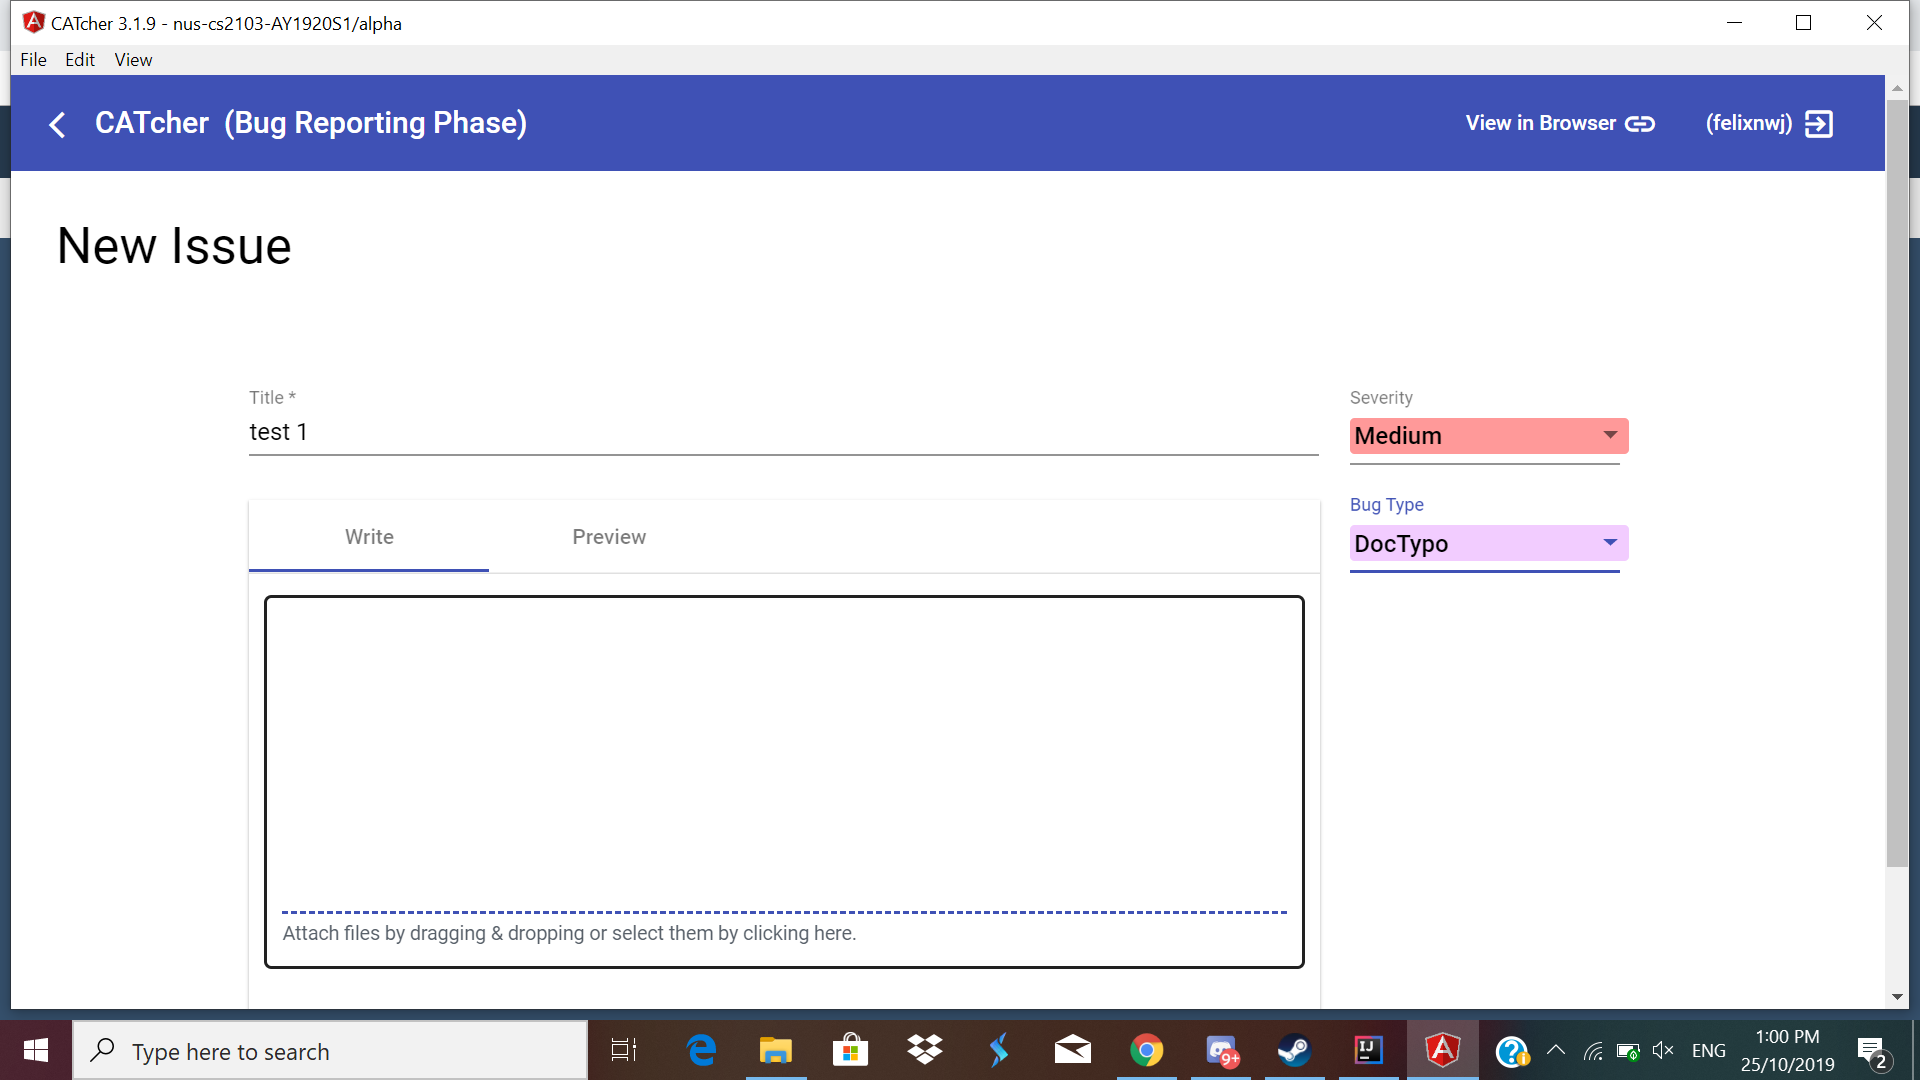 CATcher 3.1.9 - nus-cs2103-AY1920S1/alpha
File Edit View
CATcher (Bug Reporting Phase)
View in Browser
(felixnwj)
New Issue
Title *
test 1
Severity
Medium
Bug Type
DocTypo
Write
Preview
Attach files by dragging & dropping or select them by clicking here.
Type here to search
9+
IJ
ENG
1:00 PM
25/10/2019
2